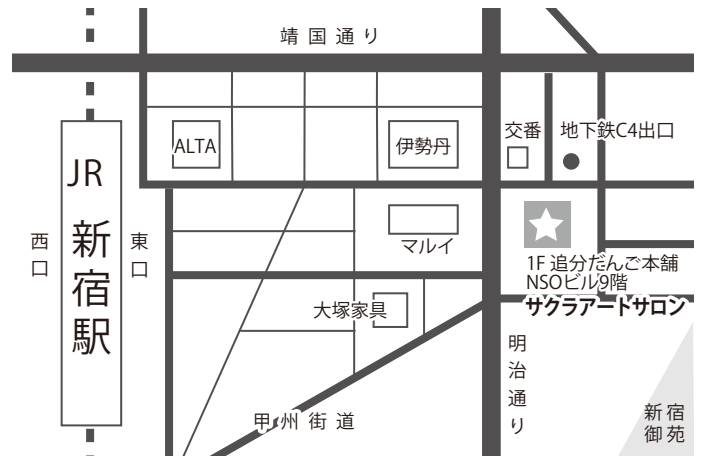 靖国通り
ALTA
伊勢丹
交番
地下鉄C4出口
JR
新宿駅
西口
東口
マルイ
1F 追分だんご本舗
NSOビル9階
サクラアートサロン
大塚家具
明治通り
甲州街道
新宿
御苑